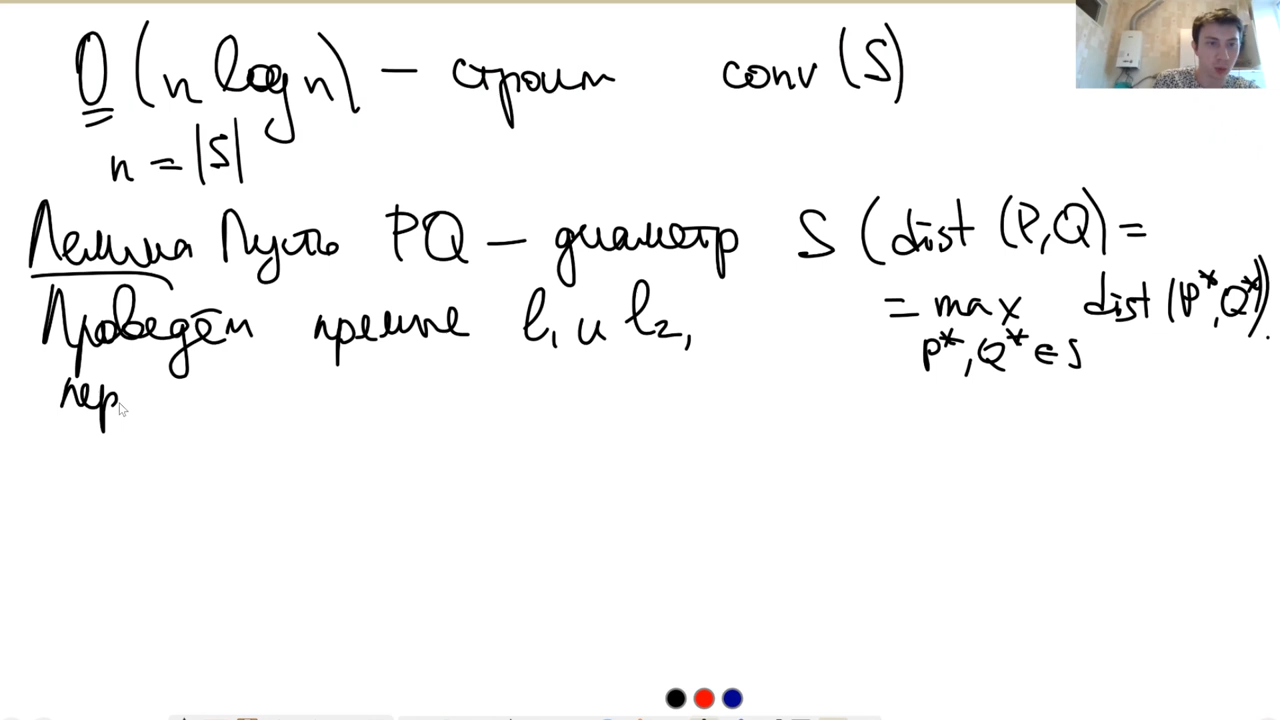 O(n log n) — строим conv(S)
n = |S|
Лемма Пусть PQ — диаметр S (dist (P,Q) =
= max dist (P*,Q*)).
P*,Q* ∈ S
Проведём прямые l₁ и l₂,
пер